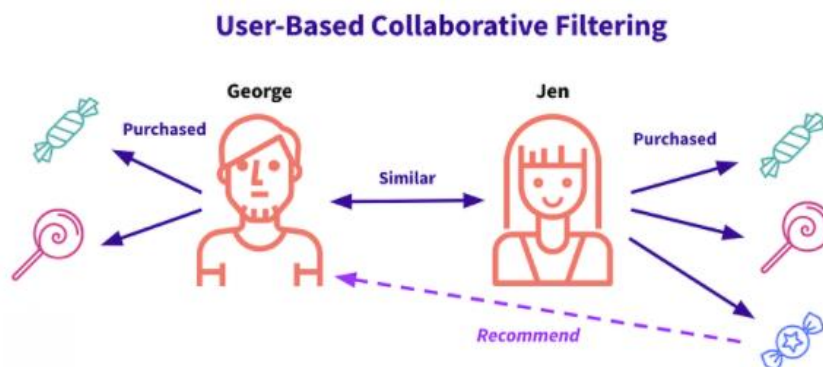 User-Based Collaborative Filtering
George
Jen
Purchased
Similar
Purchased
Recommend